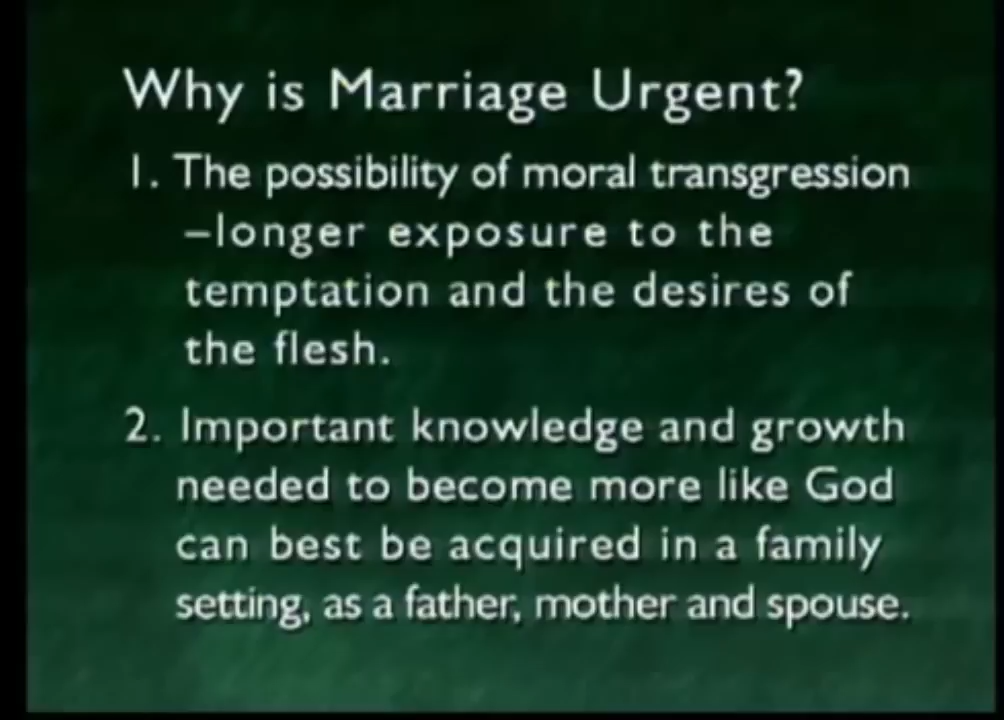 Why is Marriage Urgent?
1. The possibility of moral transgression
–longer exposure to the
temptation and the desires of
the flesh.
2. Important knowledge and growth
needed to become more like God
can best be acquired in a family
setting, as a father, mother and spouse.